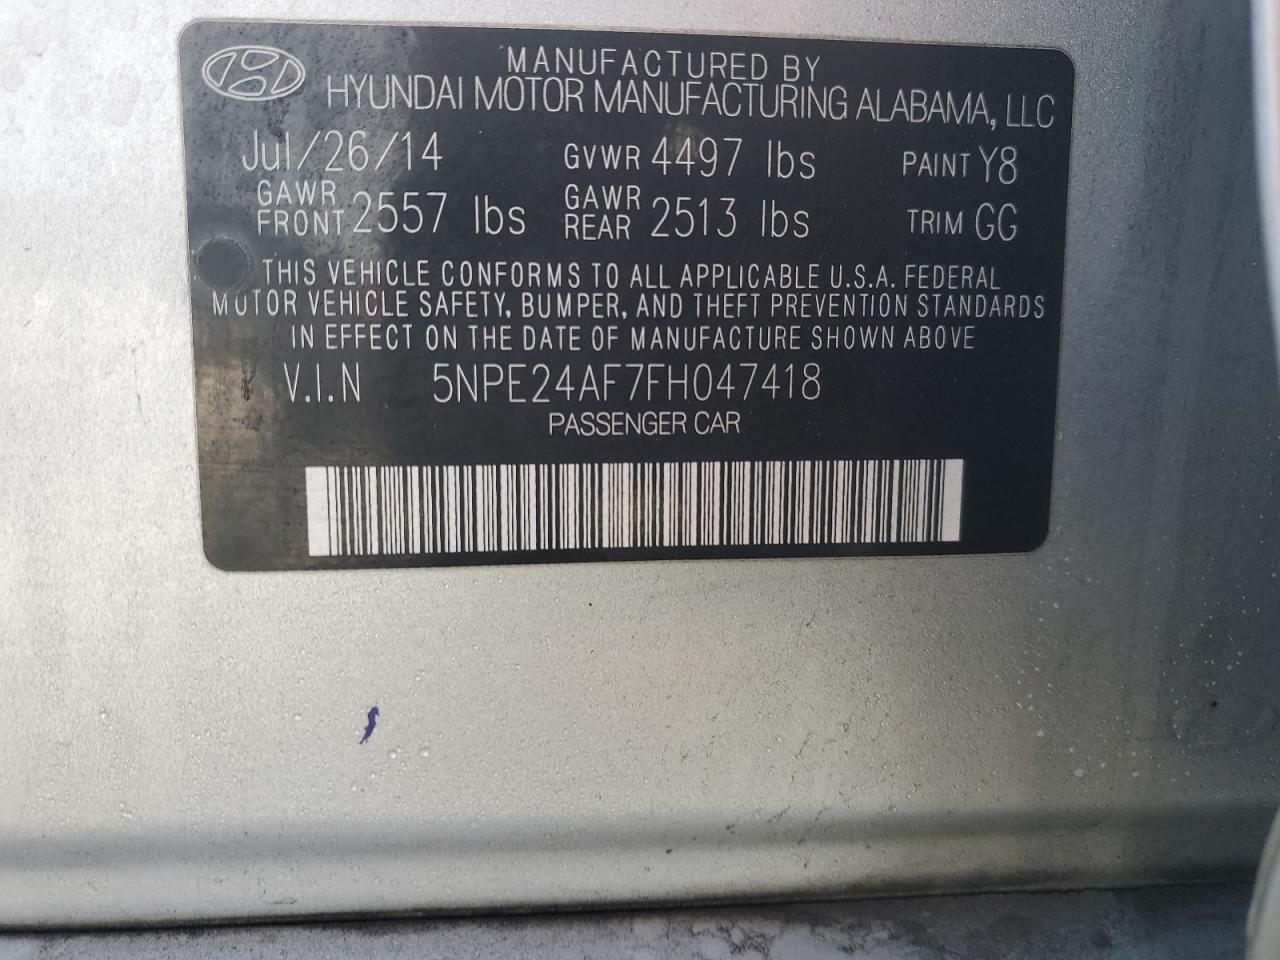 MANUFACTURED BY
HYUNDAI MOTOR MANUFACTURING ALABAMA, LLC
Jul/26/14 GVWR 4497 lbs PAINT Y8
GAWR FRONT 2557 lbs GAWR REAR 2513 lbs TRIM GG
THIS VEHICLE CONFORMS TO ALL APPLICABLE U.S.A. FEDERAL
MOTOR VEHICLE SAFETY, BUMPER, AND THEFT PREVENTION STANDARDS
IN EFFECT ON THE DATE OF MANUFACTURE SHOWN ABOVE
V.I.N 5NPE24AF7FH047418
PASSENGER CAR